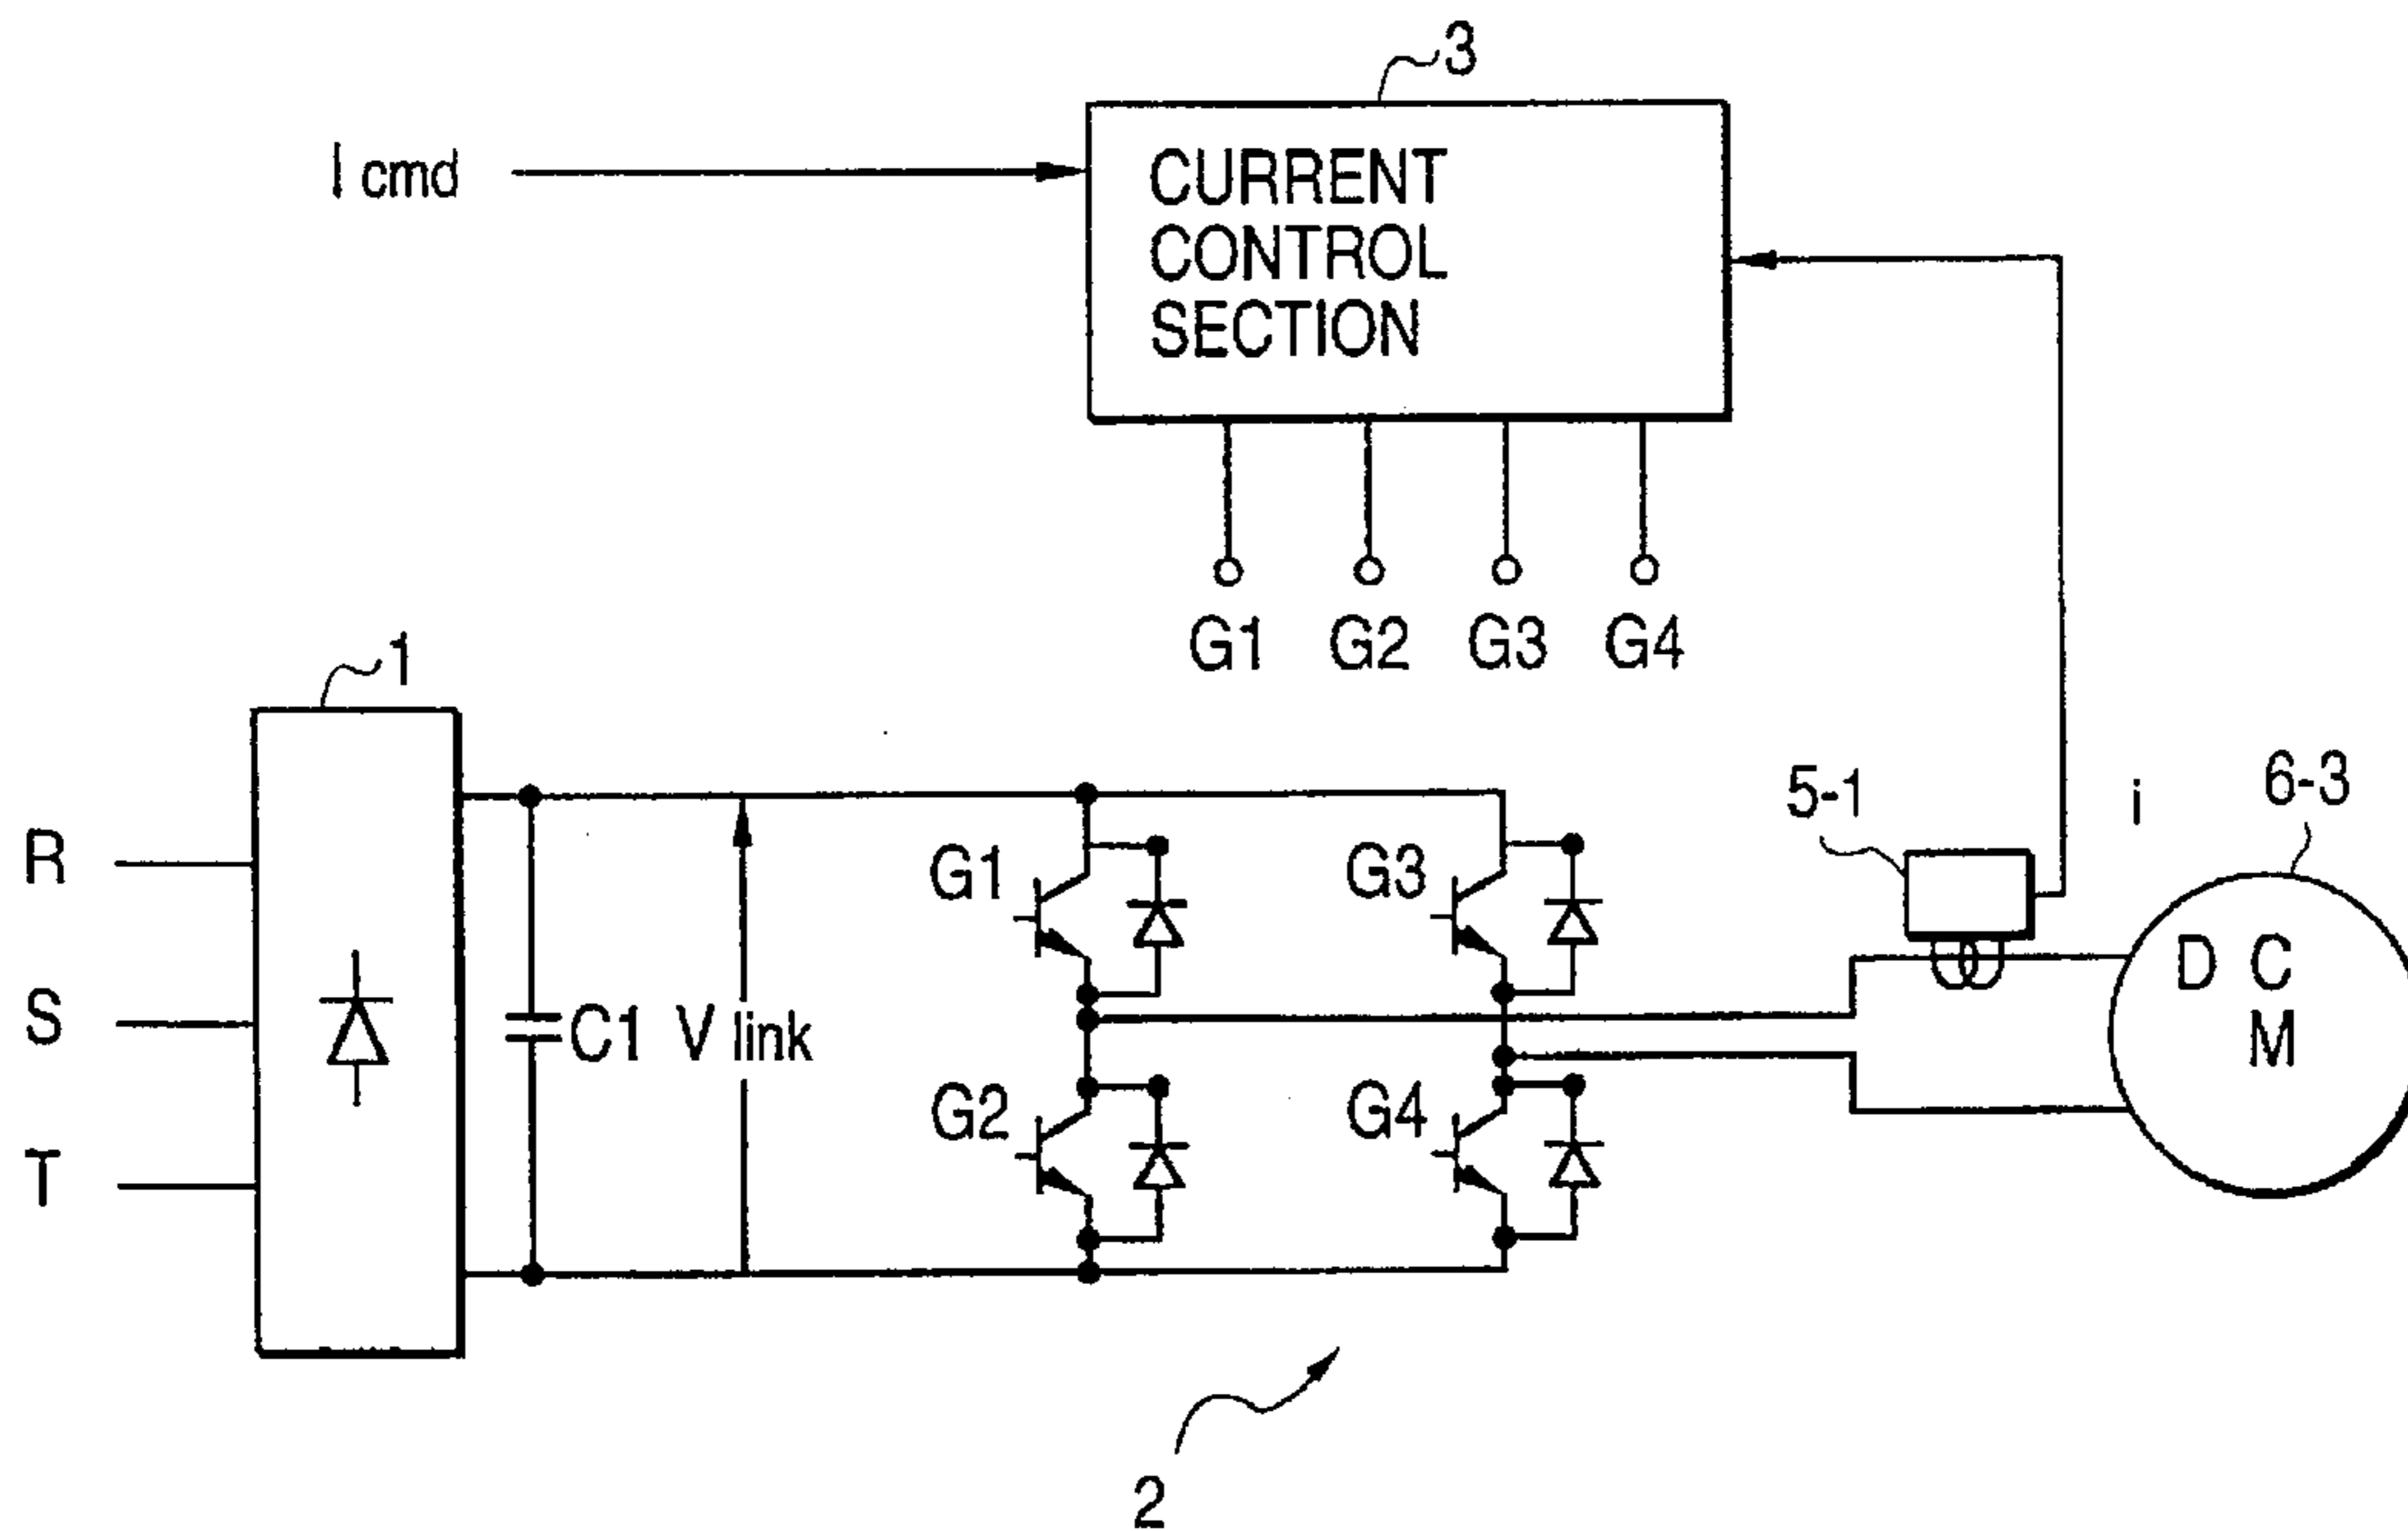 3
I cmd
CURRENT
CONTROL
SECTION
G1 G2 G3 G4
1
5-1
i
6-3
R
G1
G3
D C
M
S
C1
V link
G2
G4
T
2